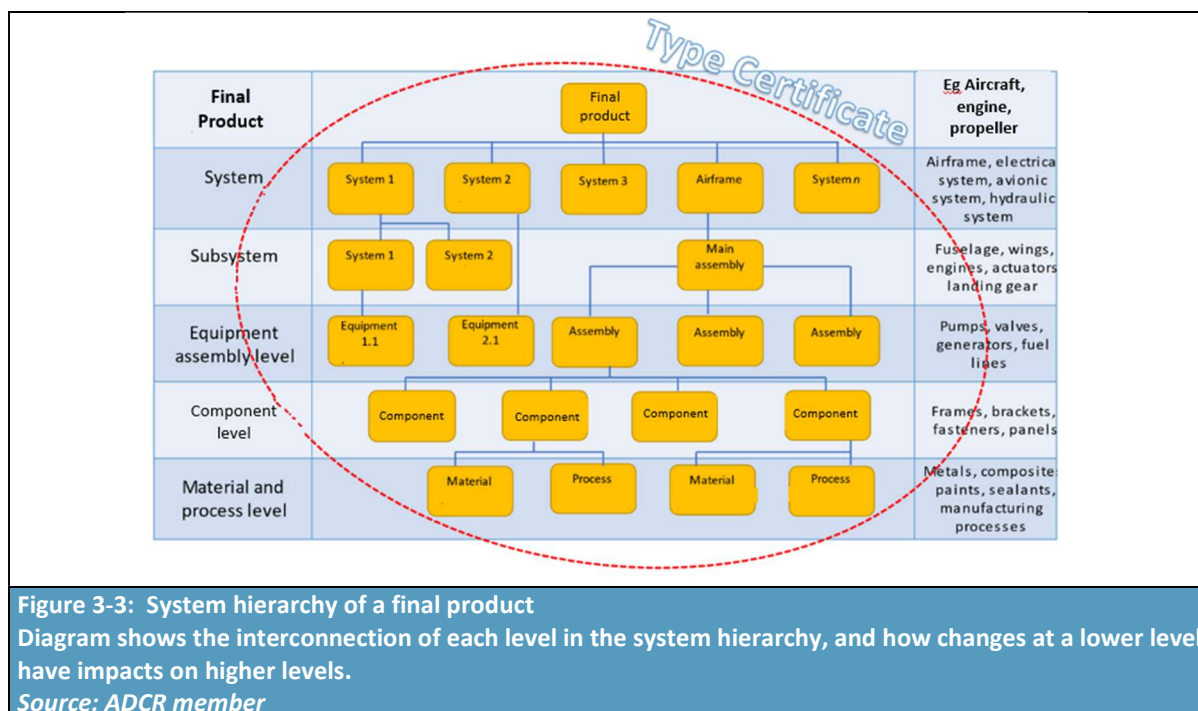 Type Certificate
Final
Product
Final
product
Eg Aircraft,
engine,
propeller
System
System 1
System 2
System 3
Airframe
System n
Airframe, electrica
system, avionic
system, hydraulic
system
Subsystem
System 1
System 2
Main
assembly
Fuselage, wings,
engines, actuators
landing gear
Equipment
assembly level
Equipment
1.1
Equipment
2.1
Assembly
Assembly
Assembly
Pumps, valves,
generators, fuel
lines
Component
level
Component
Component
Component
Component
Frames, brackets,
fasteners, panels
Material and
process level
Material
Process
Material
Process
Metals, composite
paints, sealants,
manufacturing
processes
Figure 3-3: System hierarchy of a final product
Diagram shows the interconnection of each level in the system hierarchy, and how changes at a lower level
have impacts on higher levels.
Source: ADCR member